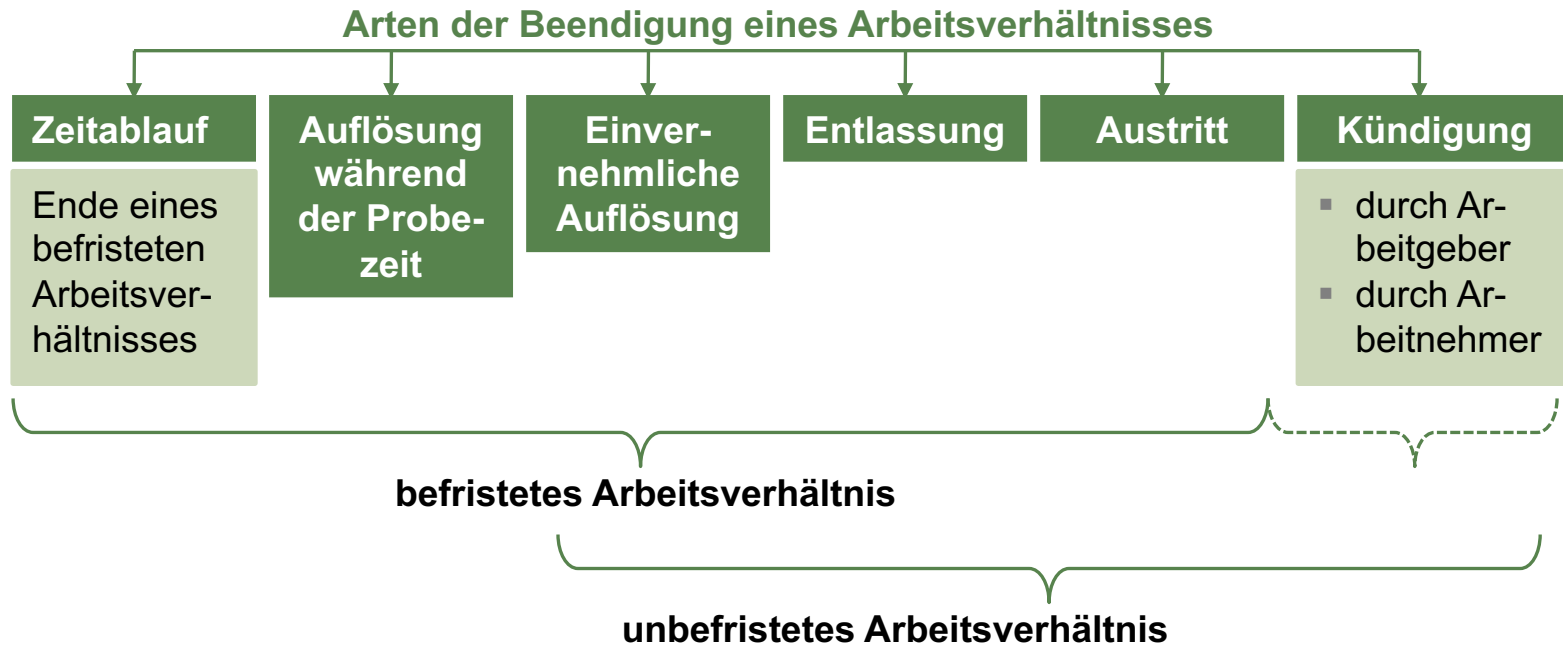 Arten der Beendigung eines Arbeitsverhältnisses
Zeitablauf
Ende eines
befristeten
Arbeitsver-
hältnisses
Auflösung
während
der Probe-
zeit
Einver-
nehmliche
Auflösung
Entlassung
Austritt
Kündigung
▪ durch Ar-
beitgeber
▪ durch Ar-
beitnehmer
befristetes Arbeitsverhältnis
unbefristetes Arbeitsverhältnis